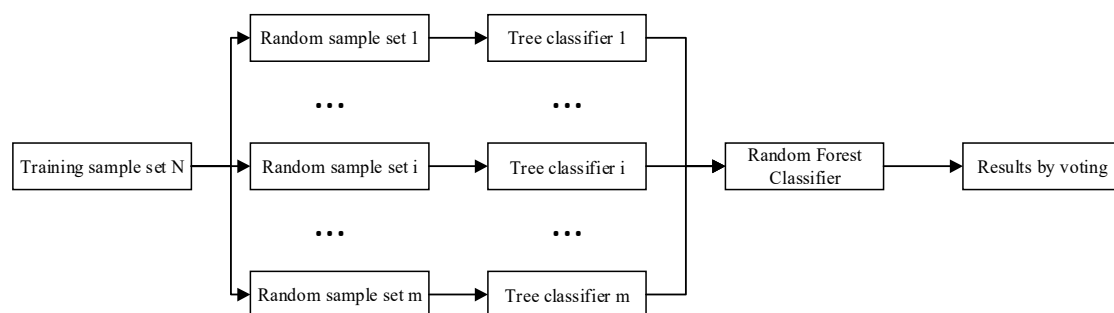 Random sample set 1
Tree classifier 1
... ...
Training sample set N
Random sample set i
Tree classifier i
Random Forest
Classifier
Results by voting
... ...
Random sample set m
Tree classifier m